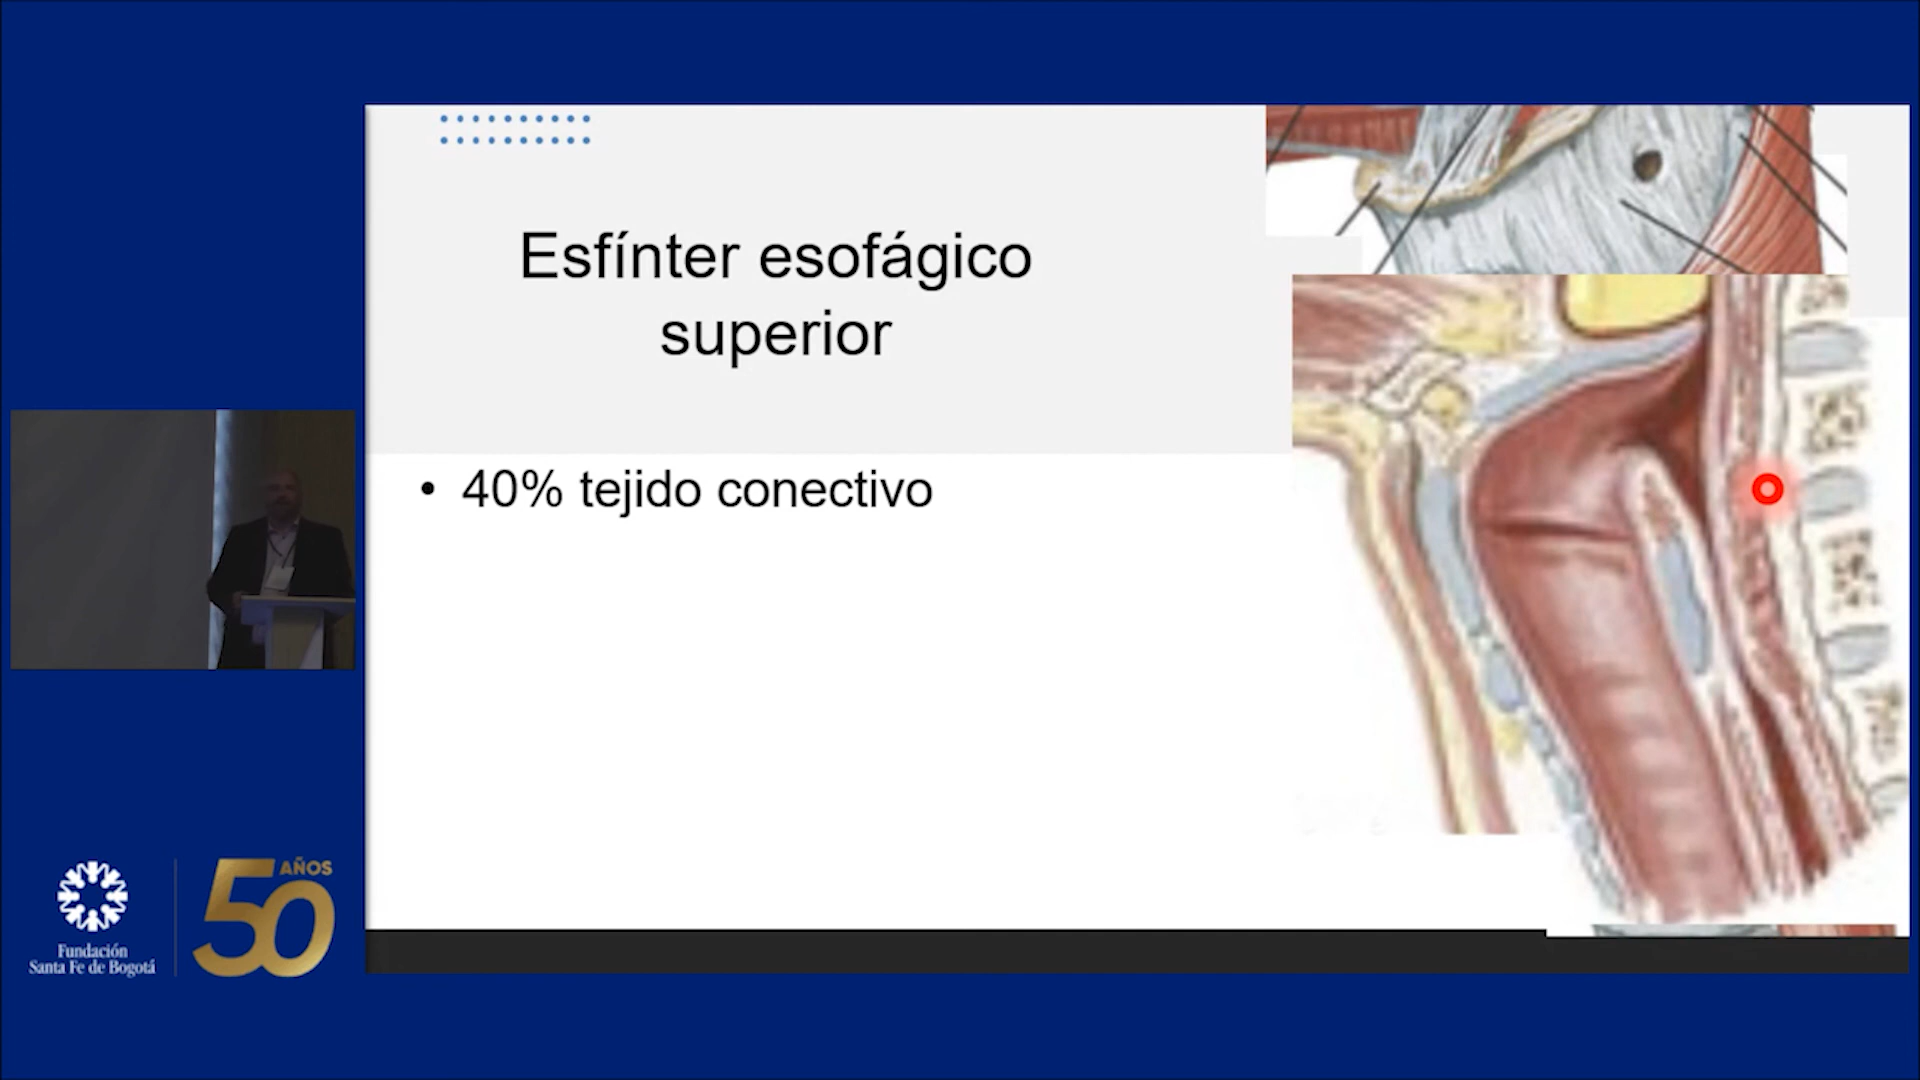 Esfínter esofágico
superior
• 40% tejido conectivo
50 AÑOS
Fundación
Santa Fe de Bogotá